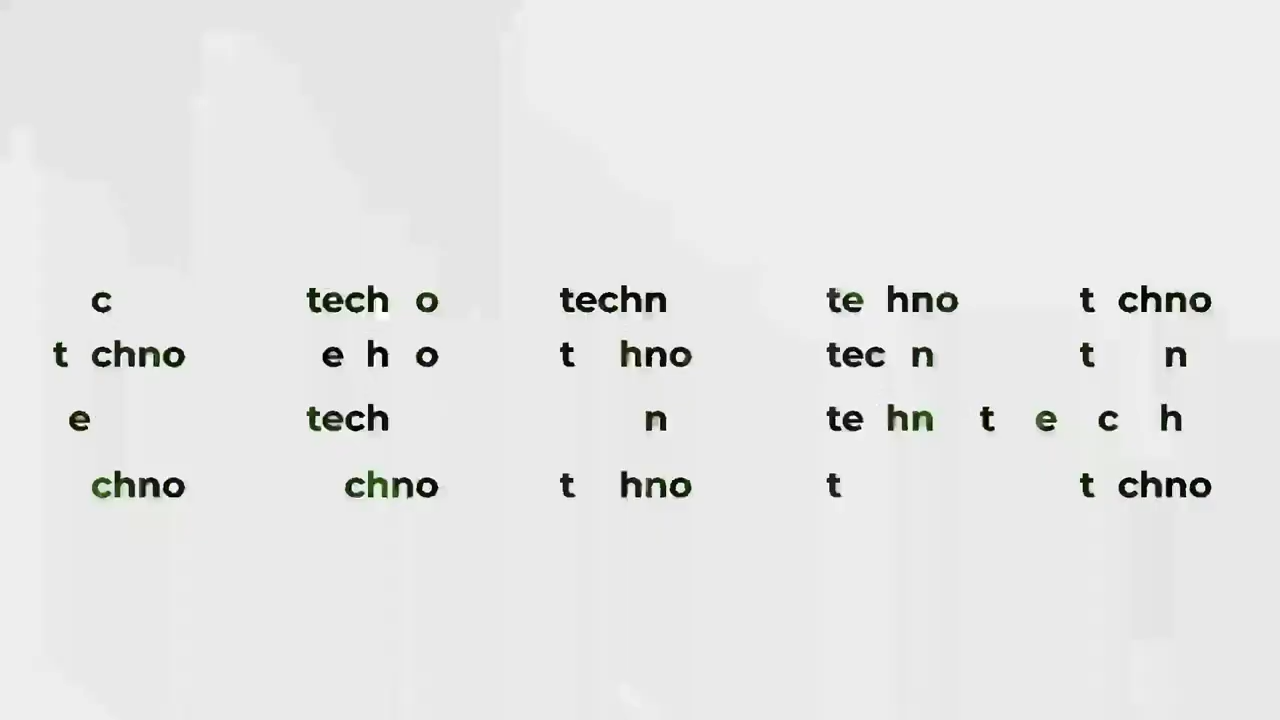 c tech o techn te hno t chno
t chno e h o t hno tec n t n
e tech n te hn t e c h
chno chno t hno t t chno